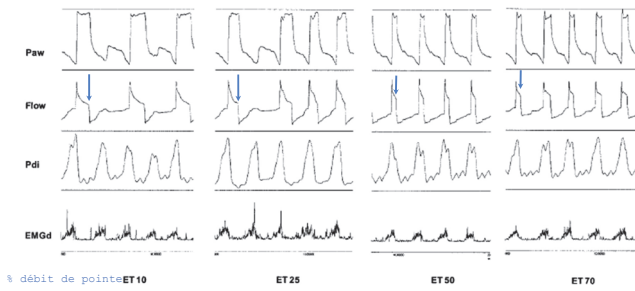 Paw
Flow
Pdi
EMGd
% débit de pointe
ET 10
ET 25
ET 50
ET 70